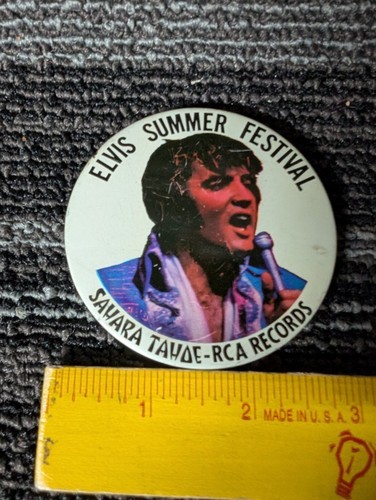 ELVIS SUMMER FESTIVAL
SAHARA TAHOE-RCA RECORDS
1 2 MADE IN U.S.A. 3